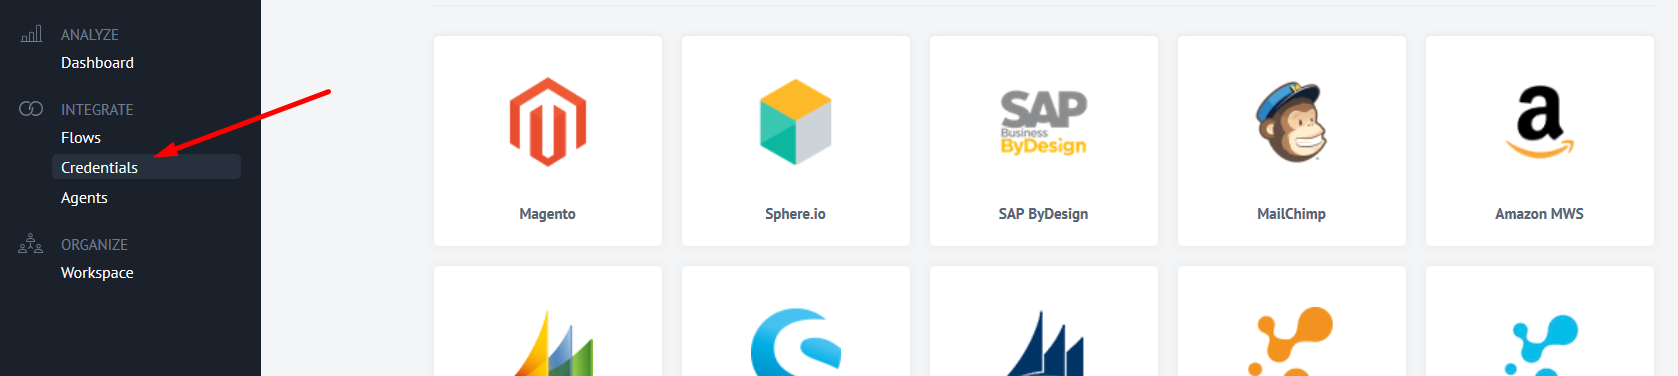 ANALYZE
Dashboard
INTEGRATE
Flows
Credentials
Agents
ORGANIZE
Workspace
SAP
Business
ByDesign
a
Magento
Sphere.io
SAP ByDesign
MailChimp
Amazon MWS